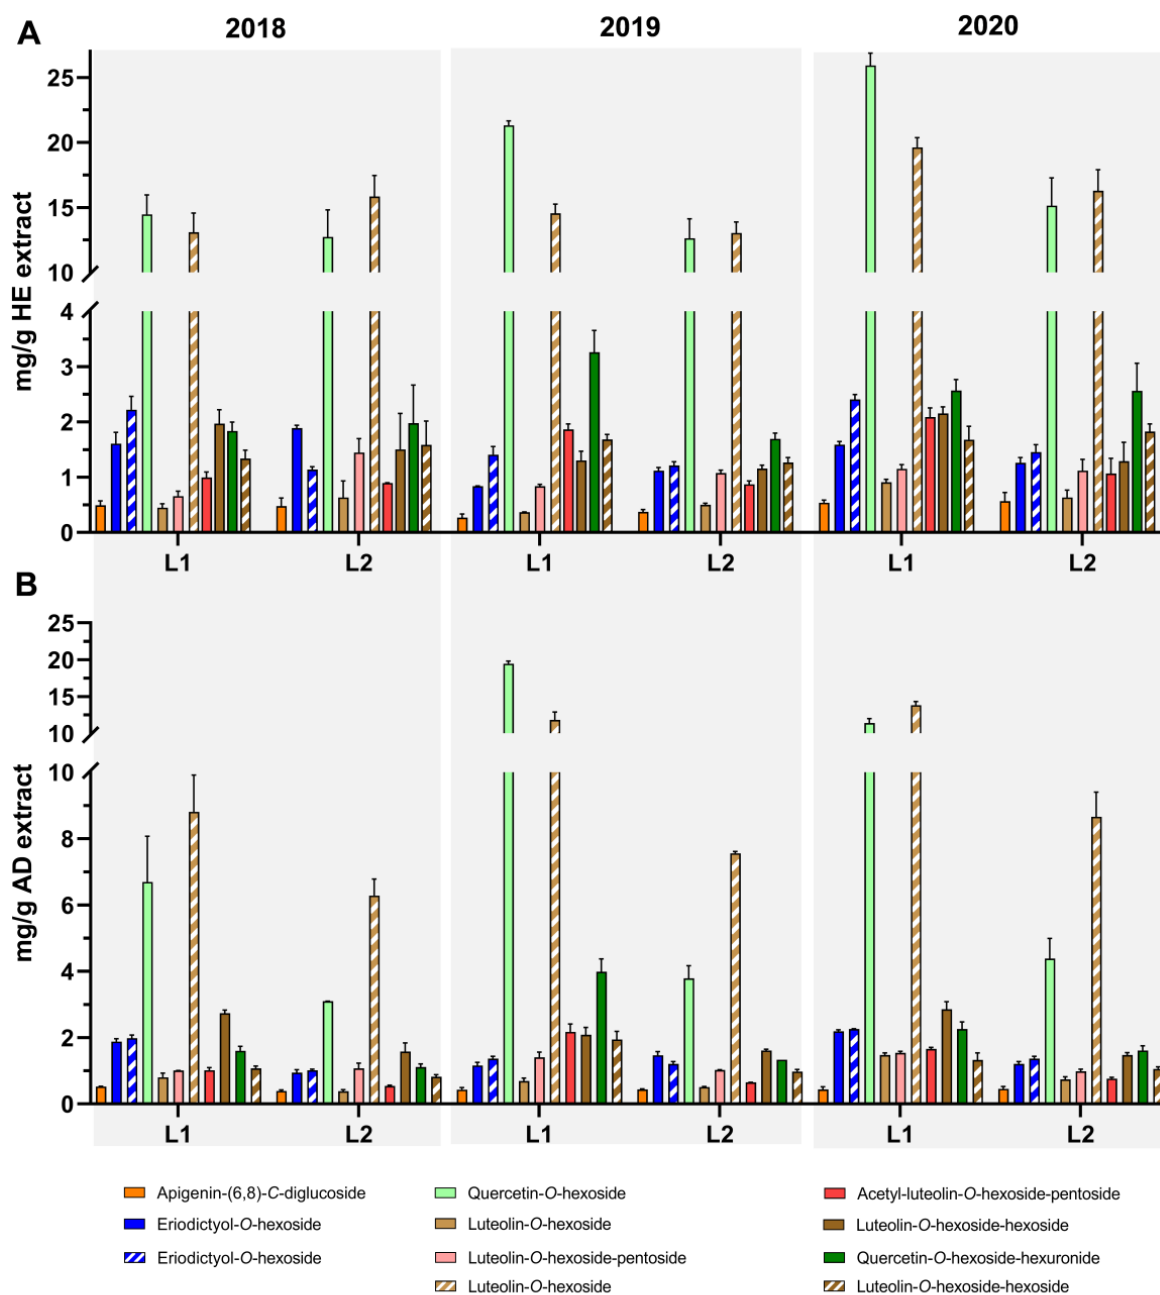 A
2018 2019 2020
mg/g HE extract
25
20
15
10
4
3
2
1
0
L1 L2 L1 L2 L1 L2
B
mg/g AD extract
25
20
15
10
10
8
6
4
2
0
L1 L2 L1 L2 L1 L2
Apigenin-(6,8)-C-diglucoside Quercetin-O-hexoside Acetyl-luteolin-O-hexoside-pentoside
Eriodictyol-O-hexoside Luteolin-O-hexoside Luteolin-O-hexoside-hexoside
Eriodictyol-O-hexoside Luteolin-O-hexoside-pentoside Quercetin-O-hexoside-hexuronide
Luteolin-O-hexoside Luteolin-O-hexoside-hexoside